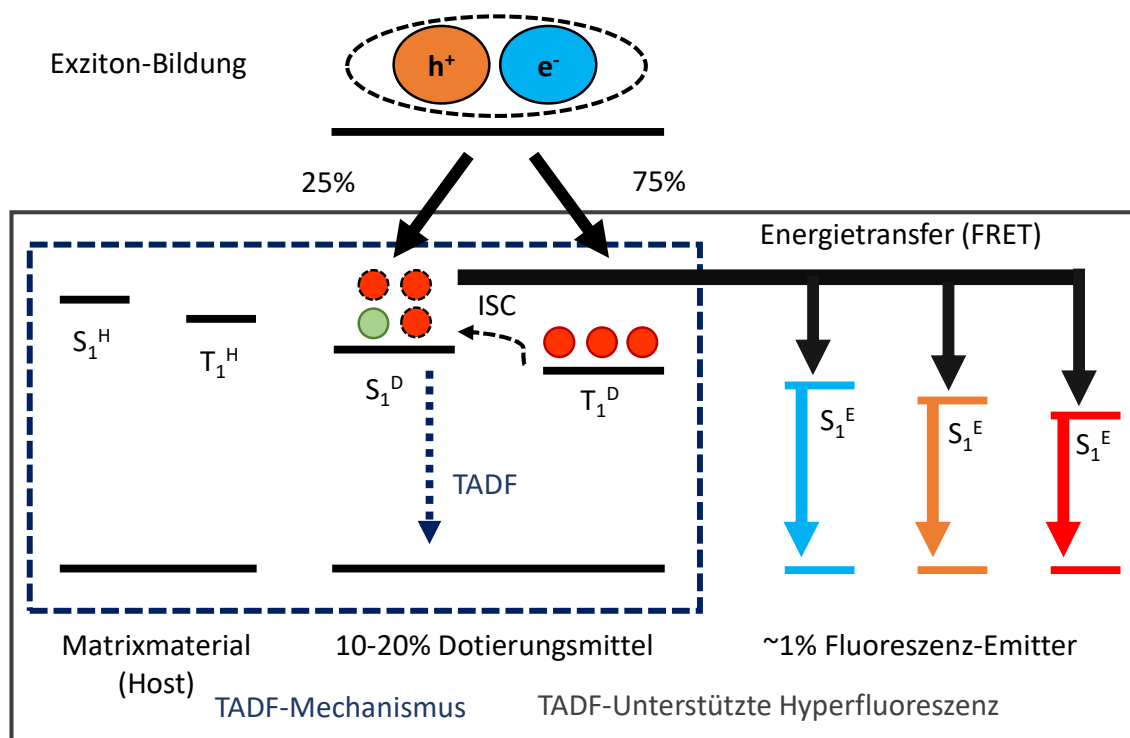 Exziton-Bildung
h⁺
e⁻
25%
75%
Energietransfer (FRET)
ISC
S₁ᴴ
T₁ᴴ
S₁ᴰ
T₁ᴰ
S₁ᴱ
S₁ᴱ
S₁ᴱ
TADF
Matrixmaterial
(Host)
10-20% Dotierungsmittel
~1% Fluoreszenz-Emitter
TADF-Mechanismus
TADF-Unterstützte Hyperfluoreszenz